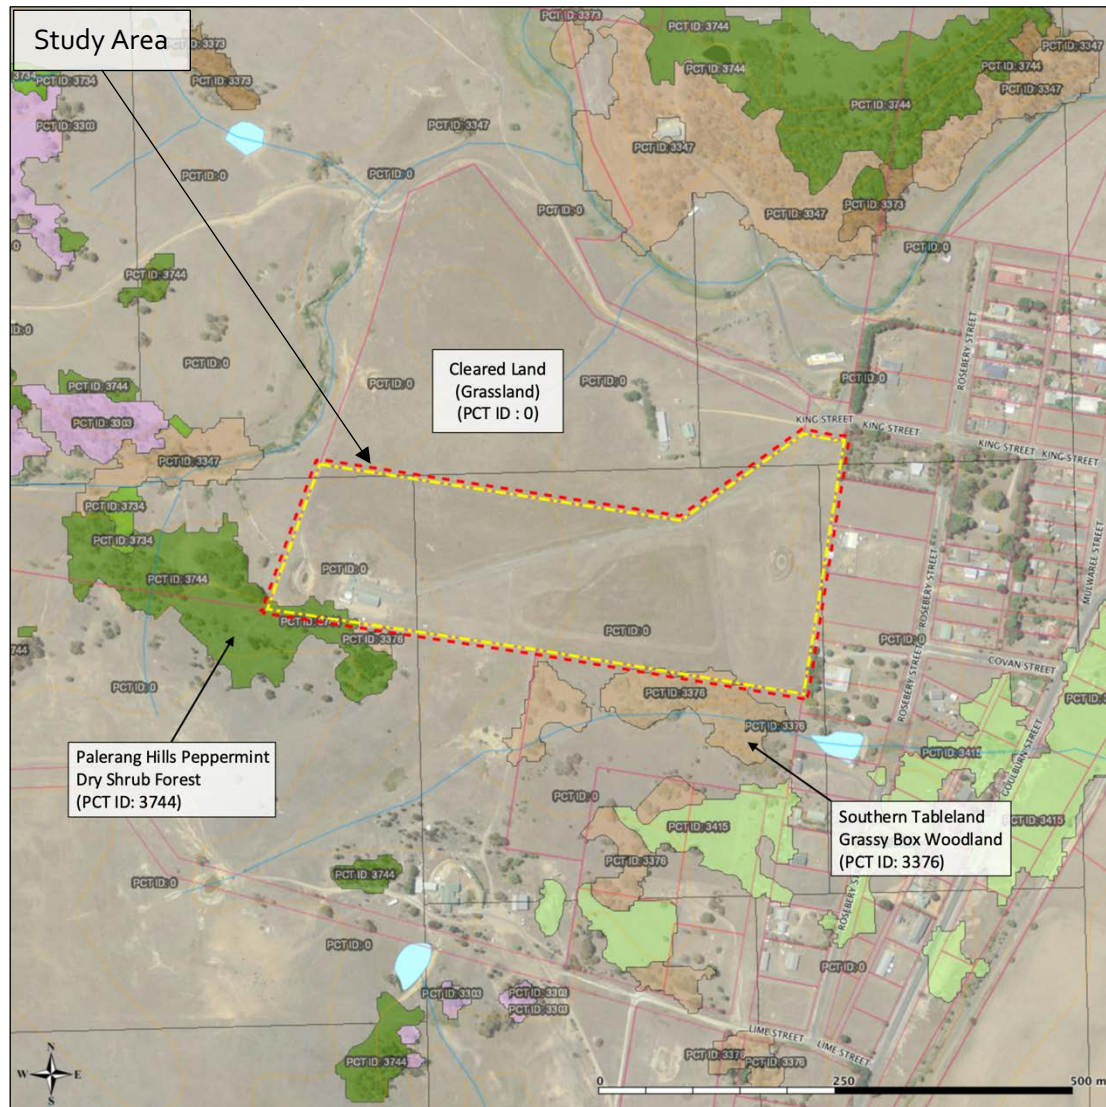 Study Area
PCT ID: 3373
PCT ID: 3373
PCT ID: 3744
PCT ID: 3347
PCT ID: 3744
PCT ID: 3744
PCT ID: 3347
3734
PCT ID: 3734
PCT ID: 3373
PCT ID: 3744
PCT ID: 3303
PCT ID: 3347
PCT ID: 3347
PCT ID: 0
PCT ID: 0
PCT ID: 3373
PCT ID: 0
PCT ID: 3347
PCT ID: 0
PCT ID: 3744
ID: 0
PCT ID: 0
ROSEBERY STREET
Cleared Land
(Grassland)
(PCT ID : 0)
PCT ID: 3744
PCT ID: 0
PCT ID: 0
PCT ID: 0
PCT ID: 3303
KING STREET
KING STREET
KING STREET
KING STREET
PCT ID: 3347
PCT ID: 3734
PCT ID: 3734
PCT ID: 0
PCT ID: 3744
MULWAREE STREET
ROSEBERY STREET
PCT ID: 3376
PCT ID: 0
PCT ID: 0
3744
COVAN STREET
ROSEBERY STREET
PCT ID: 0
PCT ID: 3376
PCT ID: 3376
GOULBURN STREET
Palerang Hills Peppermint
Dry Shrub Forest
(PCT ID: 3744)
PCT ID: 0
Southern Tableland
Grassy Box Woodland
(PCT ID: 3376)
PCT ID: 3415
PCT ID: 3415
PCT ID: 3376
PCT ID: 3744
PCT ID: 0
PCT ID: 0
PCT ID: 0
PCT ID: 3303
PCT ID: 3303
PCT ID: 3303
LIME STREET
LIME STREET
PCT ID: 3744
PCT ID: 3376
PCT ID: 3376
N
W
E
S
0
250
500 m